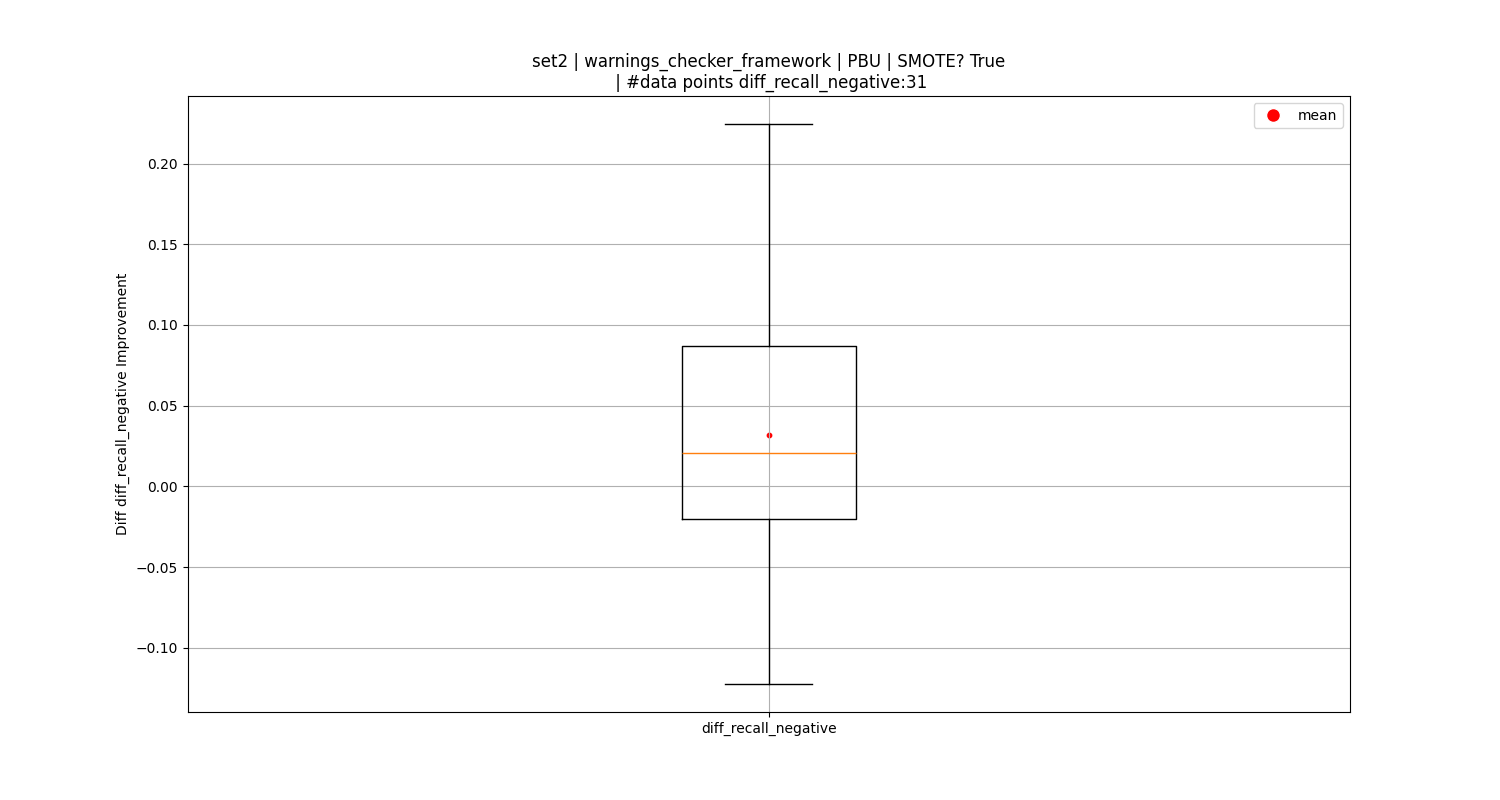 set2 | warnings_checker_framework | PBU | SMOTE? True
| #data points diff_recall_negative:31
mean
0.20
0.15
0.10
0.05
0.00
−0.05
−0.10
Diff diff_recall_negative Improvement
diff_recall_negative